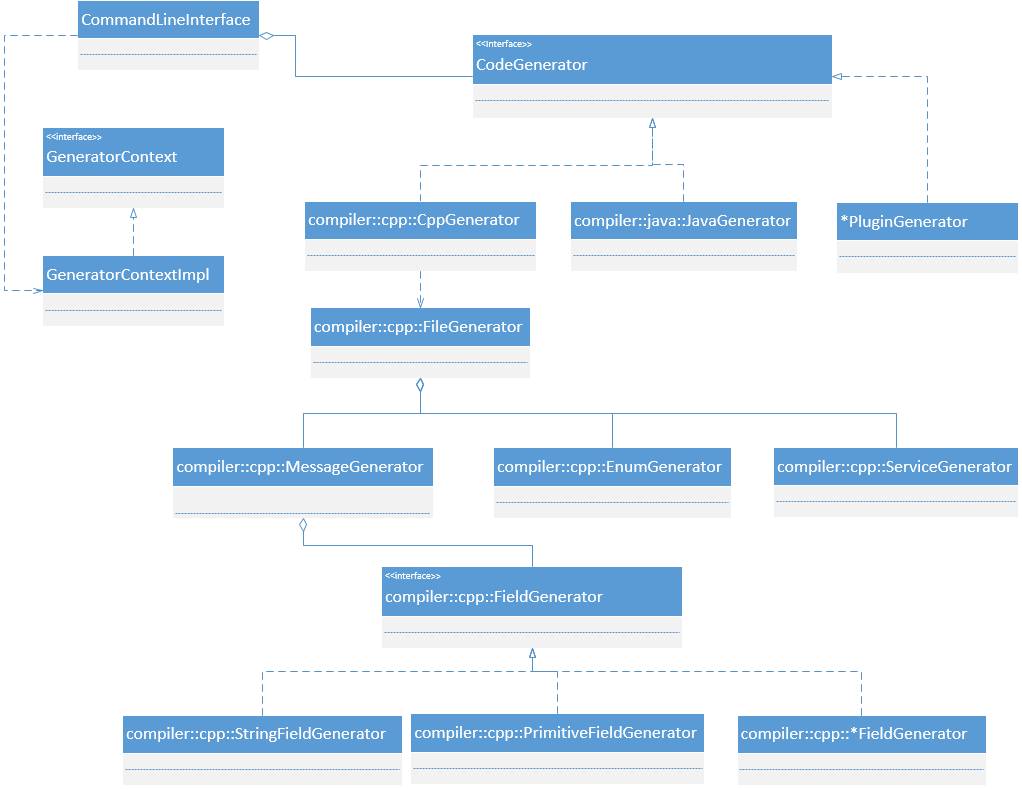 CommandLineInterface
<<interface>>
CodeGenerator
<<interface>>
GeneratorContext
compiler::cpp::CppGenerator
compiler::java::JavaGenerator
*PluginGenerator
GeneratorContextImpl
compiler::cpp::FileGenerator
compiler::cpp::MessageGenerator
compiler::cpp::EnumGenerator
compiler::cpp::ServiceGenerator
<<interface>>
compiler::cpp::FieldGenerator
compiler::cpp::StringFieldGenerator
compiler::cpp::PrimitiveFieldGenerator
compiler::cpp::*FieldGenerator